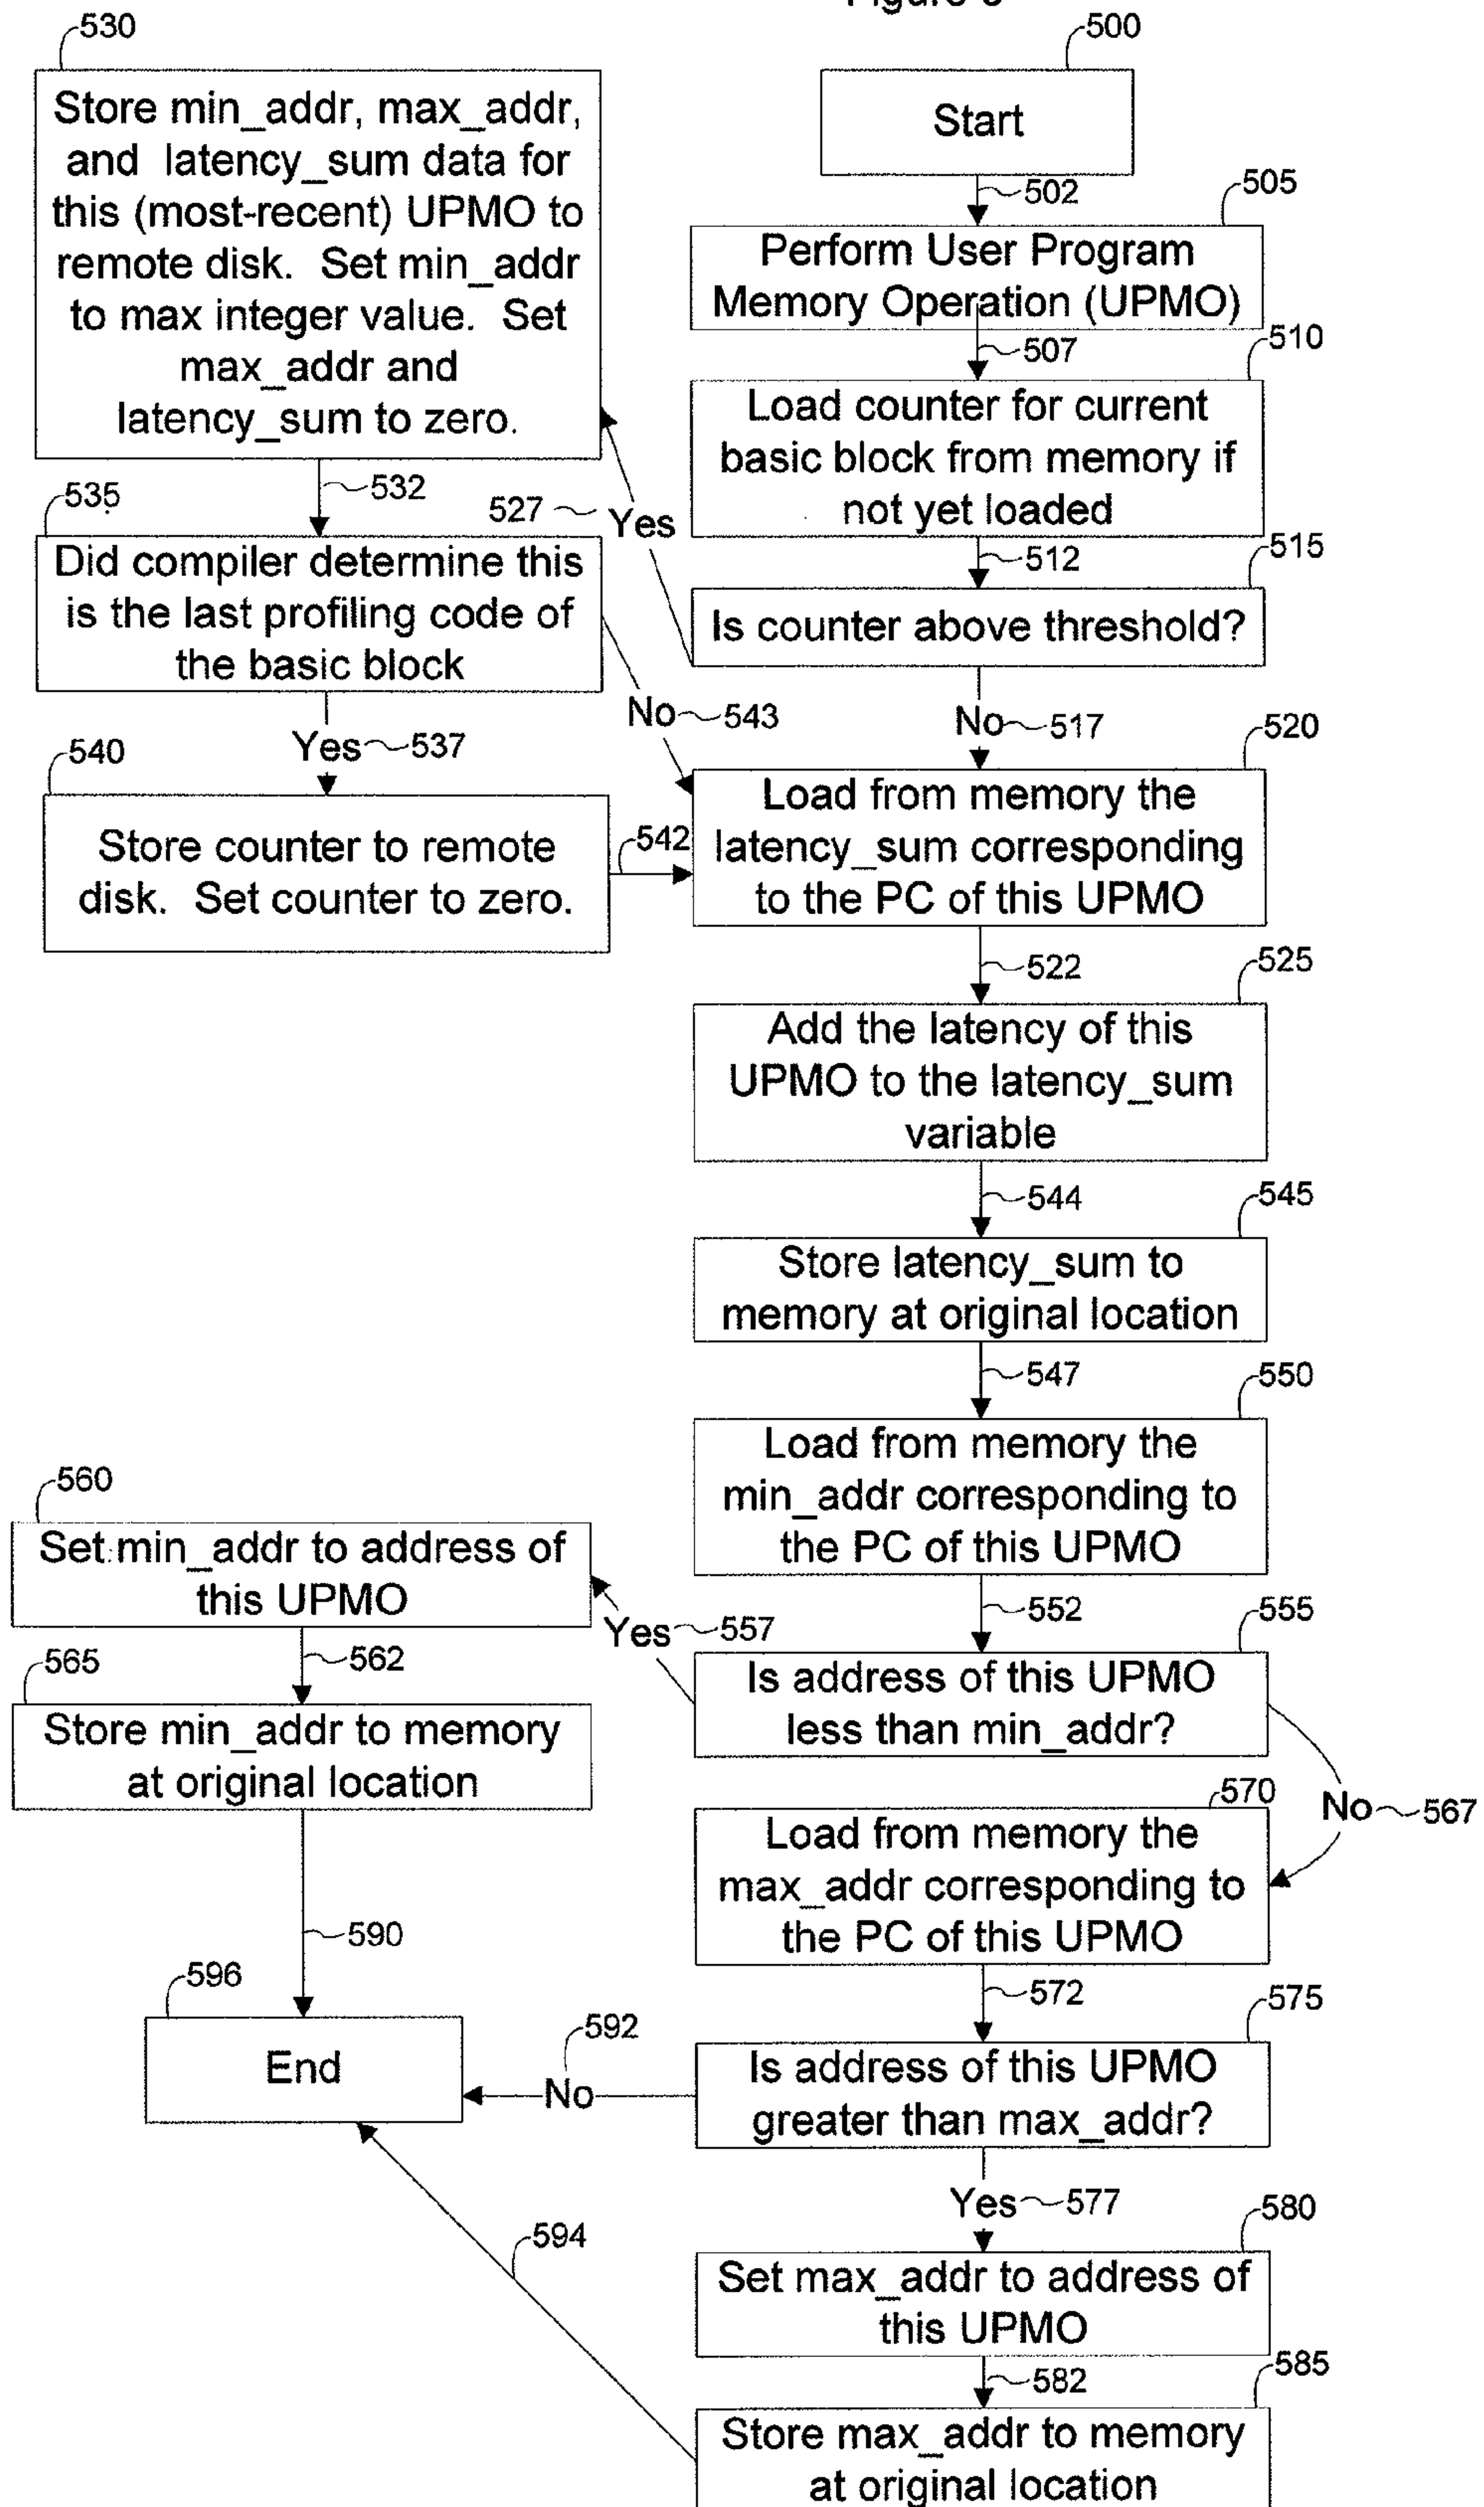 530
Store min_addr, max_addr,
and latency_sum data for
this (most-recent) UPMO to
remote disk. Set min_addr
to max integer value. Set
max_addr and
latency_sum to zero.
532
535
Did compiler determine this
is the last profiling code of
the basic block
Yes 537
540
Store counter to remote
disk. Set counter to zero.
542
No 543
527 Yes
500
Start
502
505
Perform User Program
Memory Operation (UPMO)
507
510
Load counter for current
basic block from memory if
not yet loaded
512
515
Is counter above threshold?
No 517
520
Load from memory the
latency_sum corresponding
to the PC of this UPMO
522
525
Add the latency of this
UPMO to the latency_sum
variable
544
545
Store latency_sum to
memory at original location
547
550
Load from memory the
min_addr corresponding to
the PC of this UPMO
552
555
Is address of this UPMO
less than min_addr?
Yes 557
560
Set min_addr to address of
this UPMO
562
565
Store min_addr to memory
at original location
590
596
End
No 567
570
Load from memory the
max_addr corresponding to
the PC of this UPMO
572
575
Is address of this UPMO
greater than max_addr?
592
No
Yes 577
580
Set max_addr to address of
this UPMO
582
585
Store max_addr to memory
at original location
594